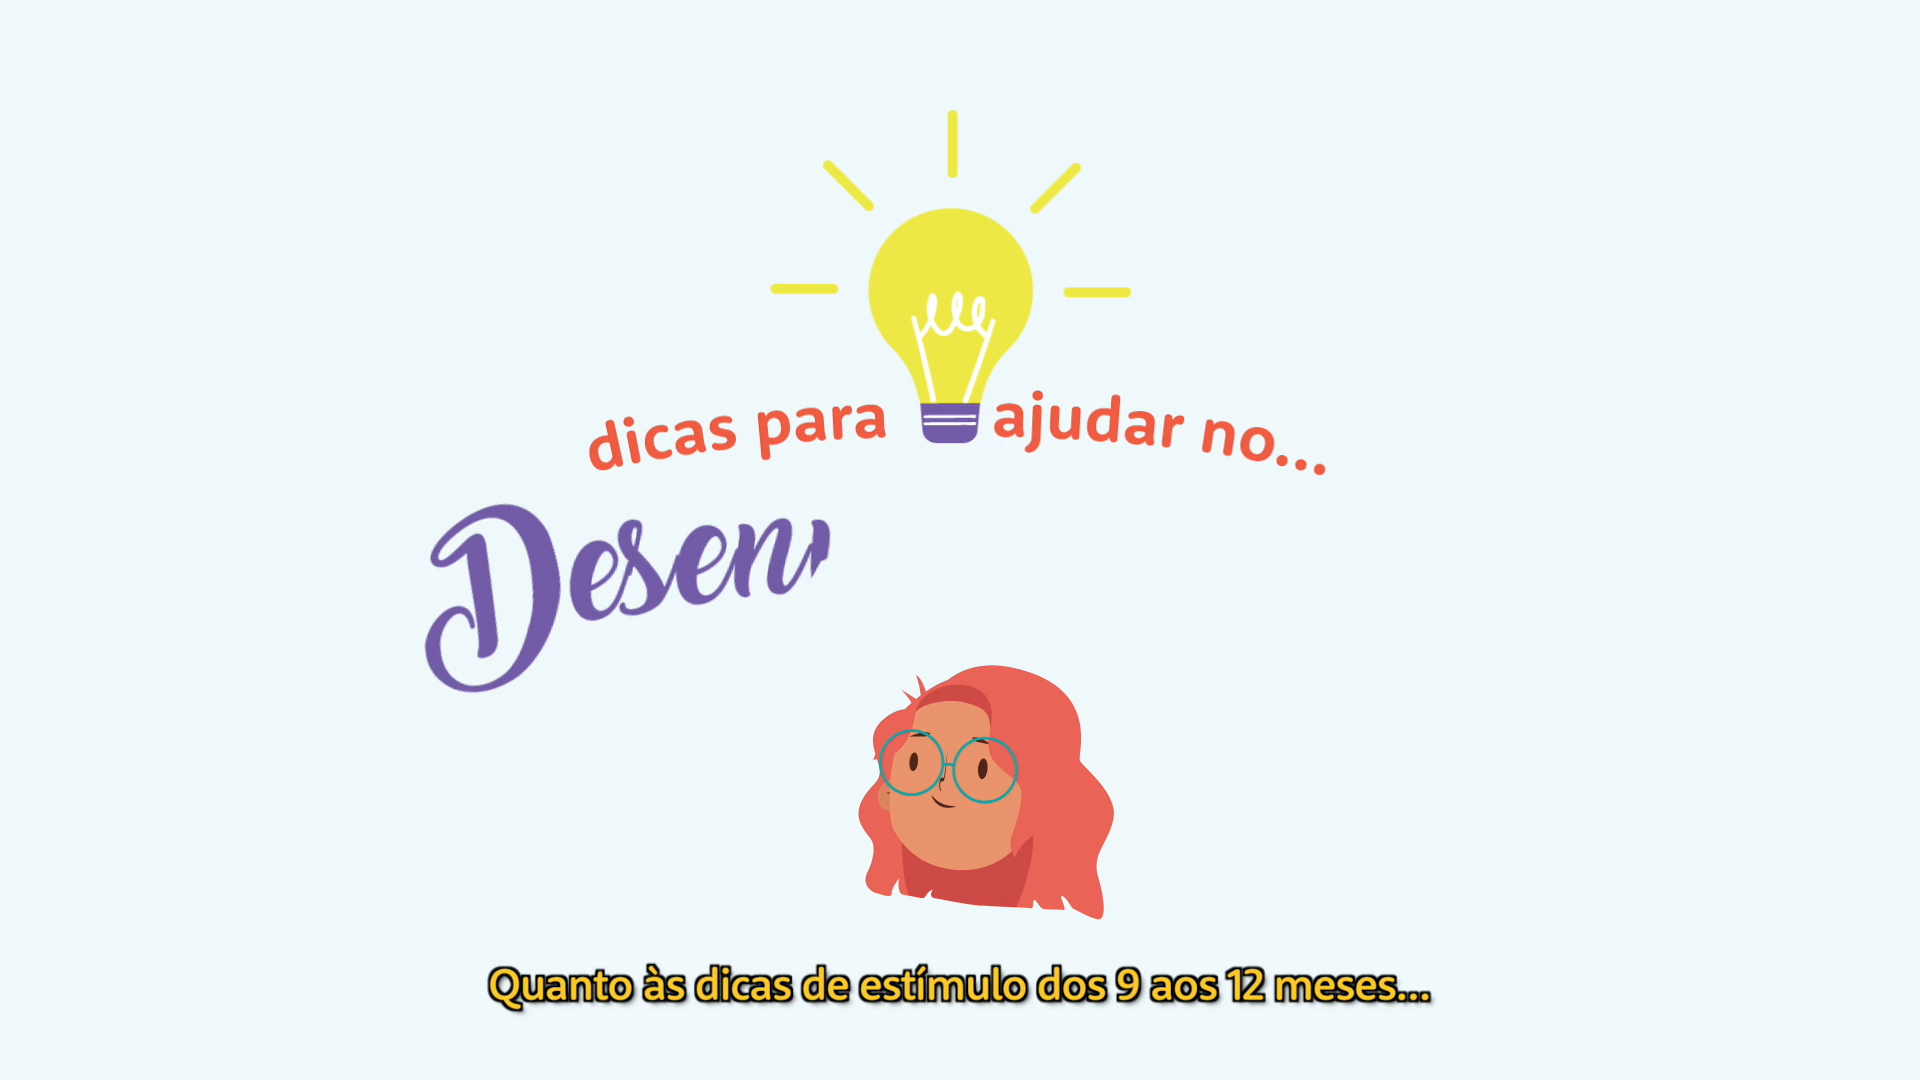 dicas para ajudar no...
Desen
Quanto às dicas de estímulo dos 9 aos 12 meses...